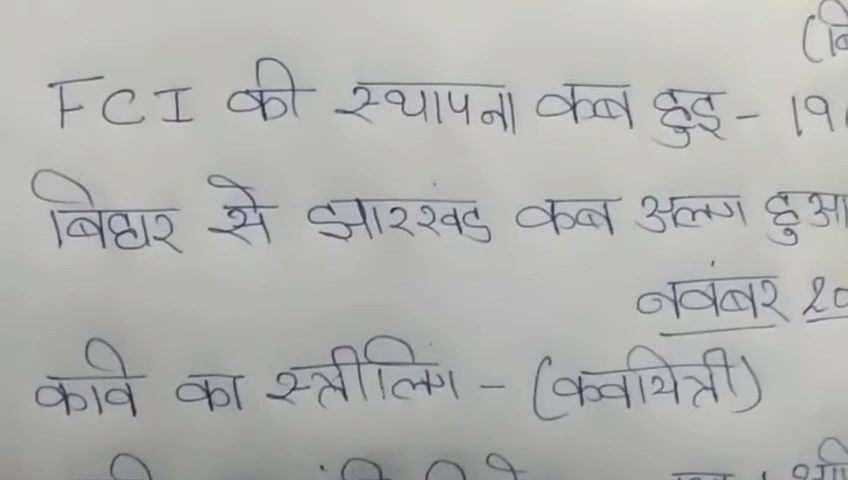 FCI की स्थापना कब हुइ - 19
बिहार से झारखंड कब अलग हुआ
नवंबर 20
कवि का स्त्रीलिंग - (कवयित्री)